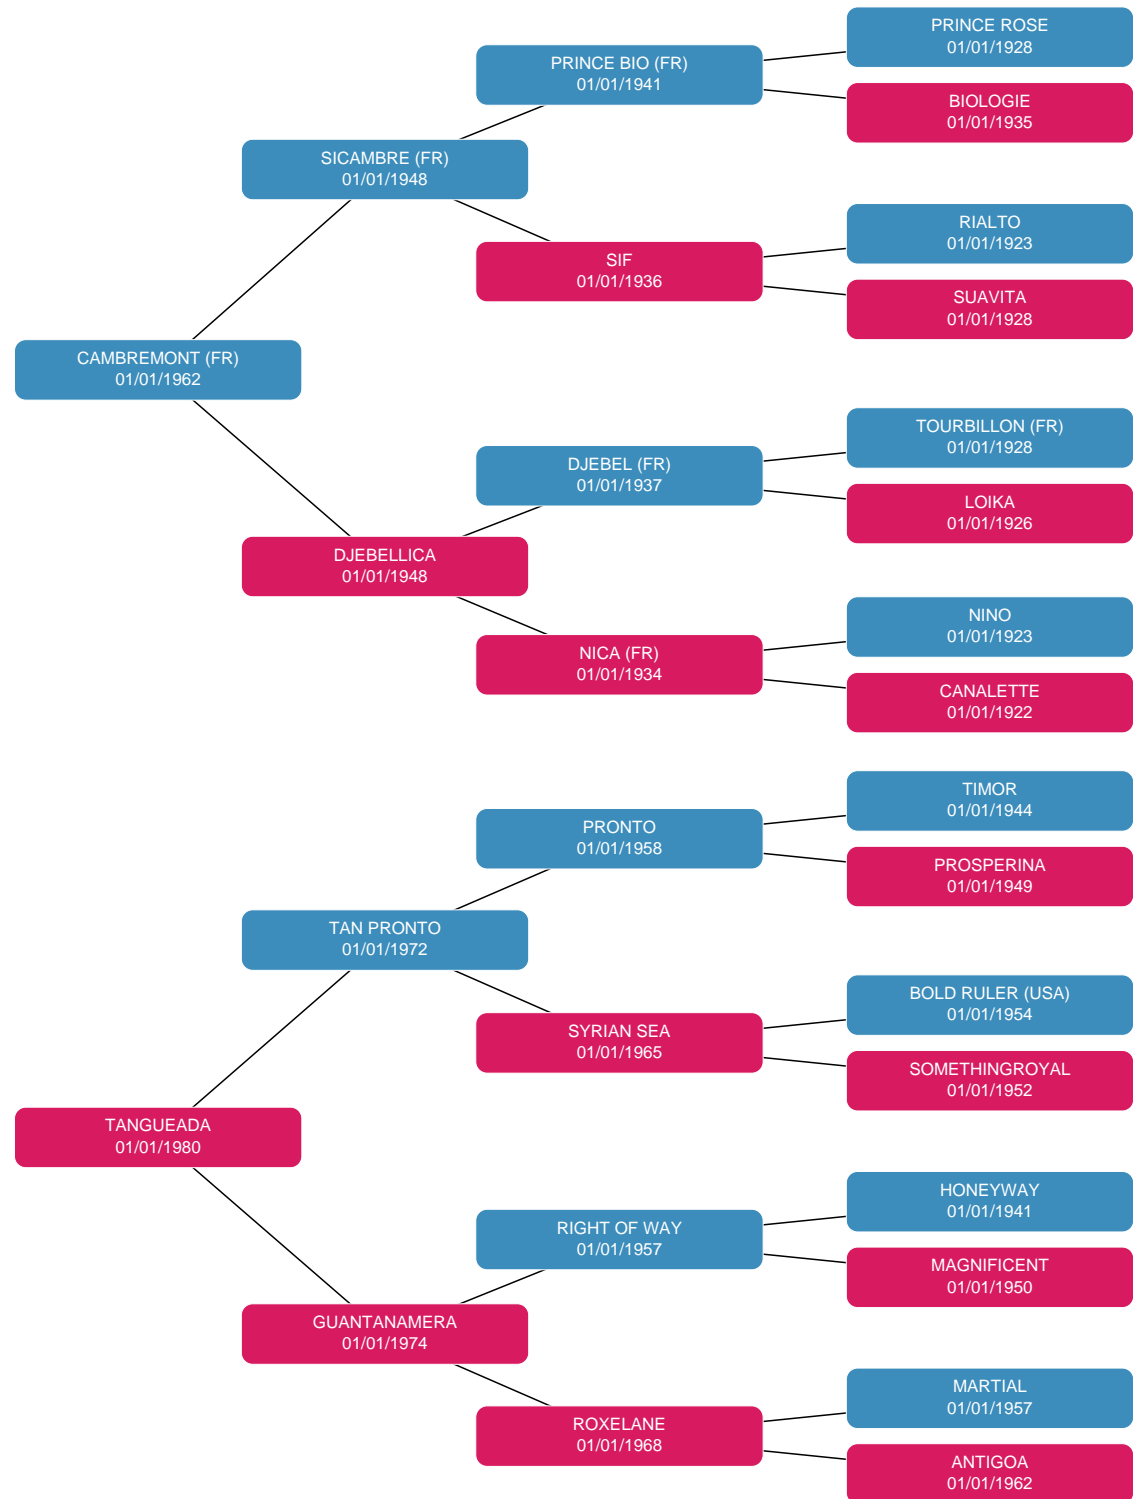 PRINCE ROSE
01/01/1928
PRINCE BIO (FR)
01/01/1941
BIOLOGIE
01/01/1935
SICAMBRE (FR)
01/01/1948
RIALTO
01/01/1923
SIF
01/01/1936
SUAVITA
01/01/1928
CAMBREMONT (FR)
01/01/1962
TOURBILLON (FR)
01/01/1928
DJEBEL (FR)
01/01/1937
LOIKA
01/01/1926
DJEBELLICA
01/01/1948
NINO
01/01/1923
NICA (FR)
01/01/1934
CANALETTE
01/01/1922
TIMOR
01/01/1944
PRONTO
01/01/1958
PROSPERINA
01/01/1949
TAN PRONTO
01/01/1972
BOLD RULER (USA)
01/01/1954
SYRIAN SEA
01/01/1965
SOMETHINGROYAL
01/01/1952
TANGUEADA
01/01/1980
HONEYWAY
01/01/1941
RIGHT OF WAY
01/01/1957
MAGNIFICENT
01/01/1950
GUANTANAMERA
01/01/1974
MARTIAL
01/01/1957
ROXELANE
01/01/1968
ANTIGOA
01/01/1962